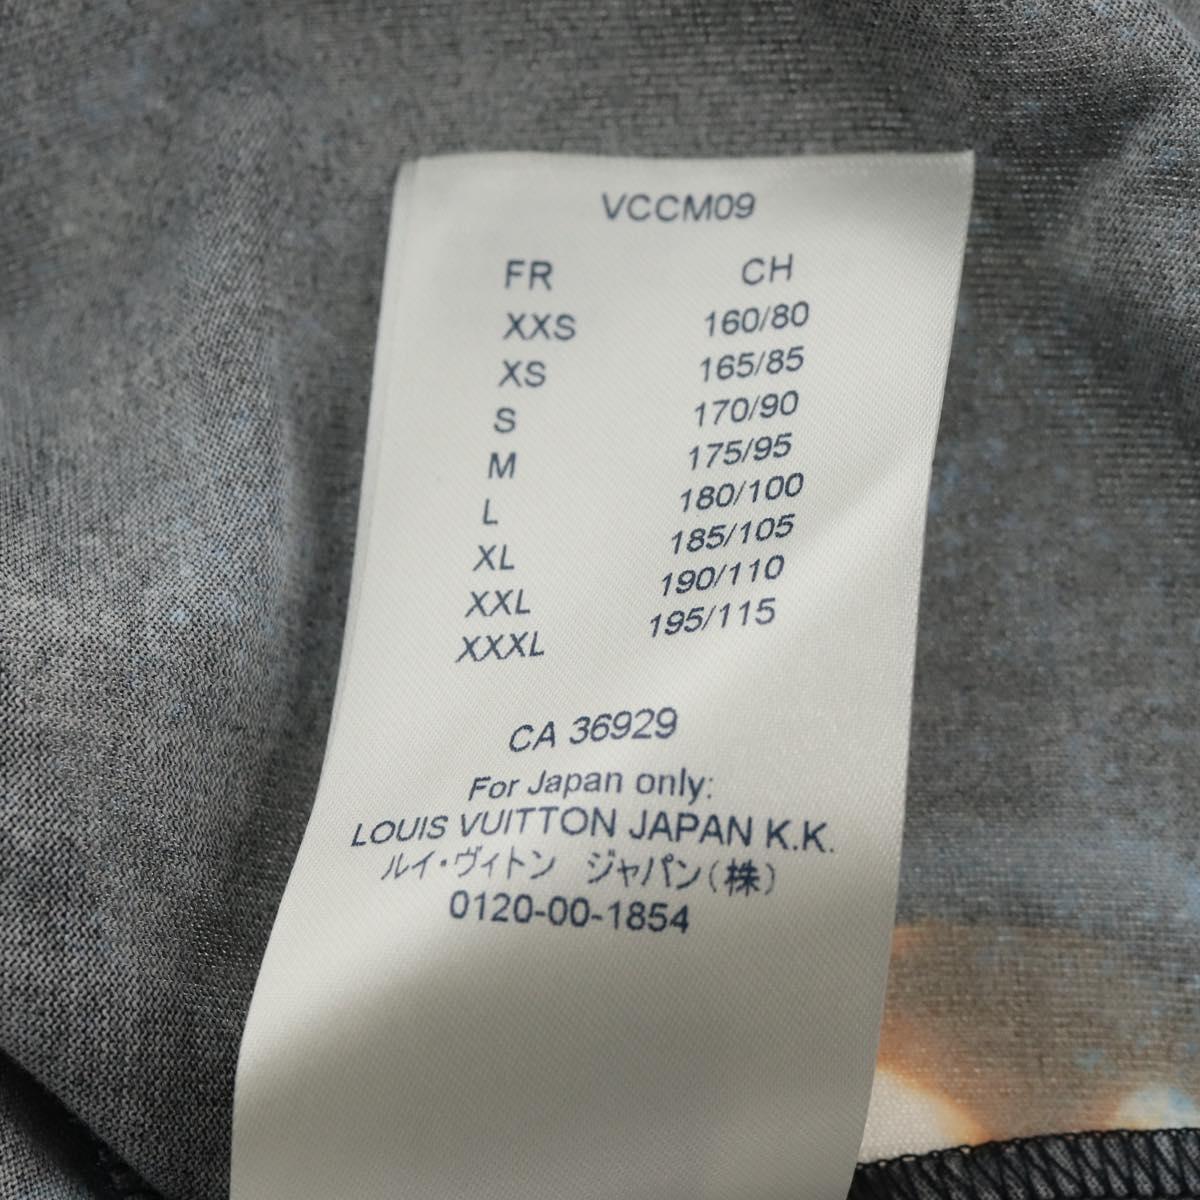 VCCM09
FR CH
XXS 160/80
XS 165/85
S 170/90
M 175/95
L 180/100
XL 185/105
XXL 190/110
XXXL 195/115
CA 36929
For Japan only:
LOUIS VUITTON JAPAN K.K.
ルイ・ヴィトン　ジャパン(株)
0120-00-1854